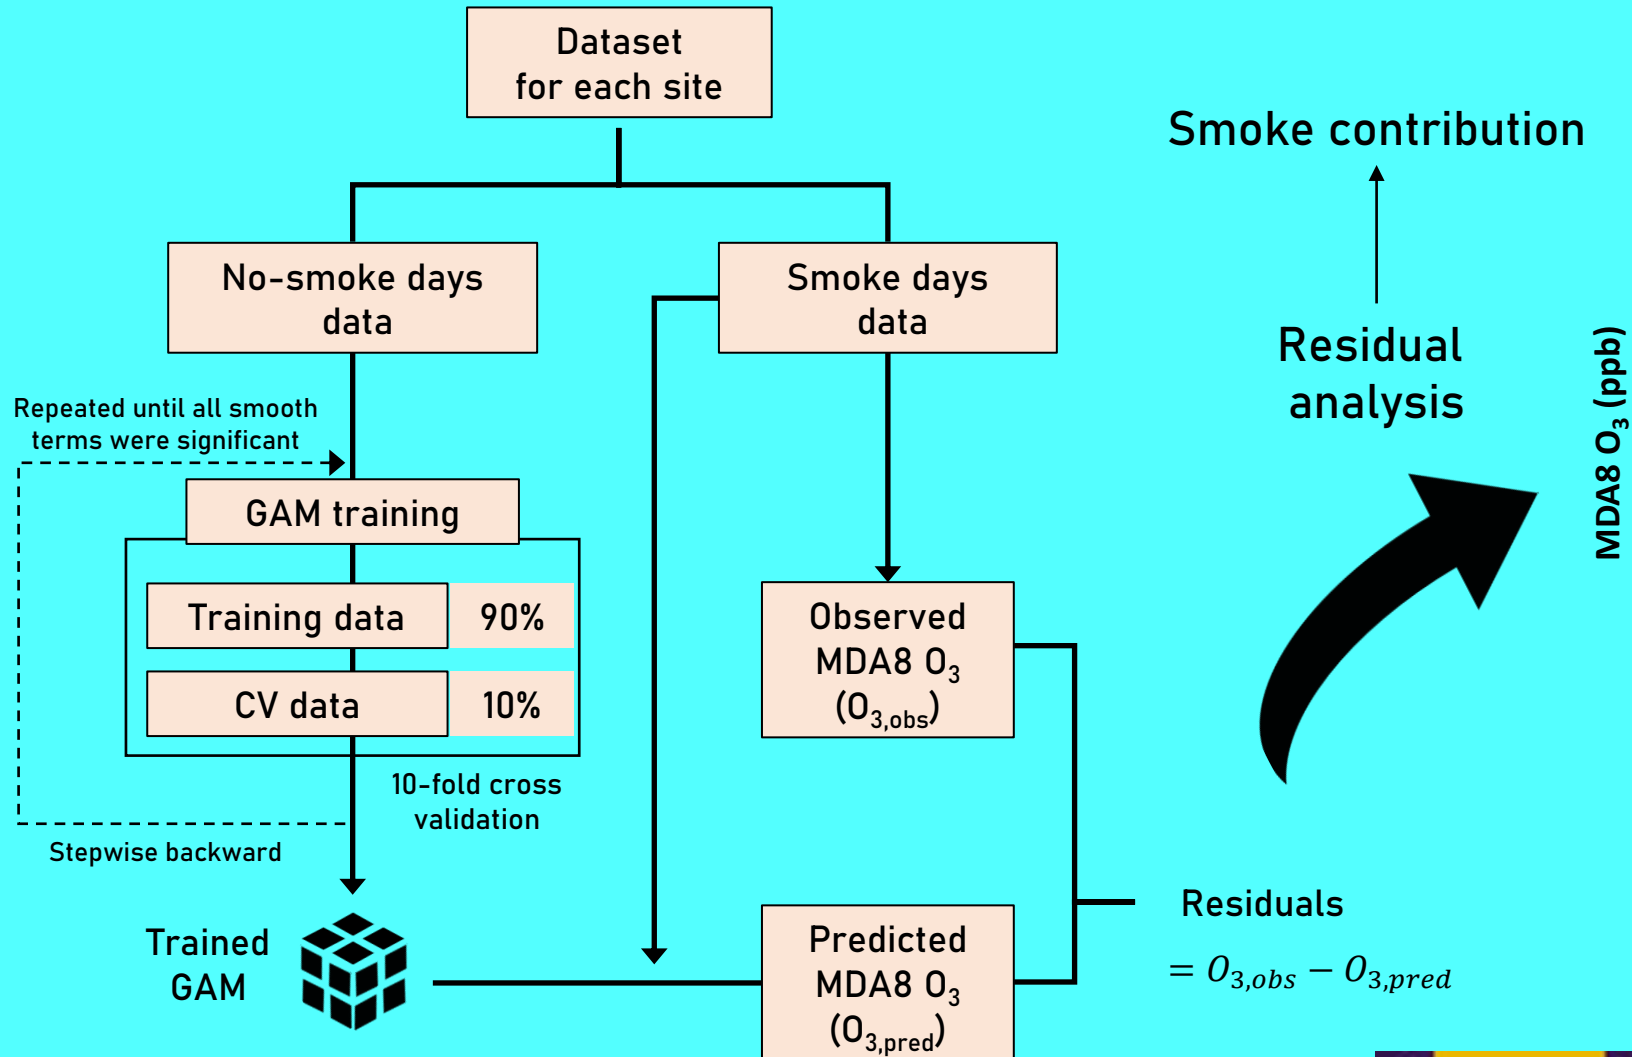 Dataset
for each site
Smoke contribution
No-smoke days
data
Smoke days
data
Residual
analysis
MDA8 O₃ (ppb)
Repeated until all smooth
terms were significant
GAM training
Training data 90%
CV data 10%
10-fold cross
validation
Stepwise backward
Observed
MDA8 O₃
(O₃,obs)
Trained
GAM
Predicted
MDA8 O₃
(O₃,pred)
Residuals
= O₃,obs − O₃,pred